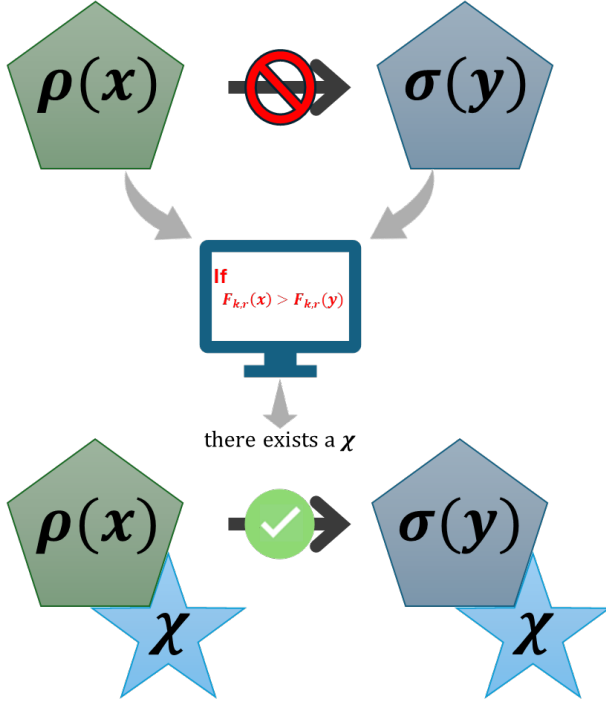 ρ(x) σ(y)
If
F_{k,r}(x) > F_{k,r}(y)
there exists a χ
ρ(x) σ(y)
χ χ